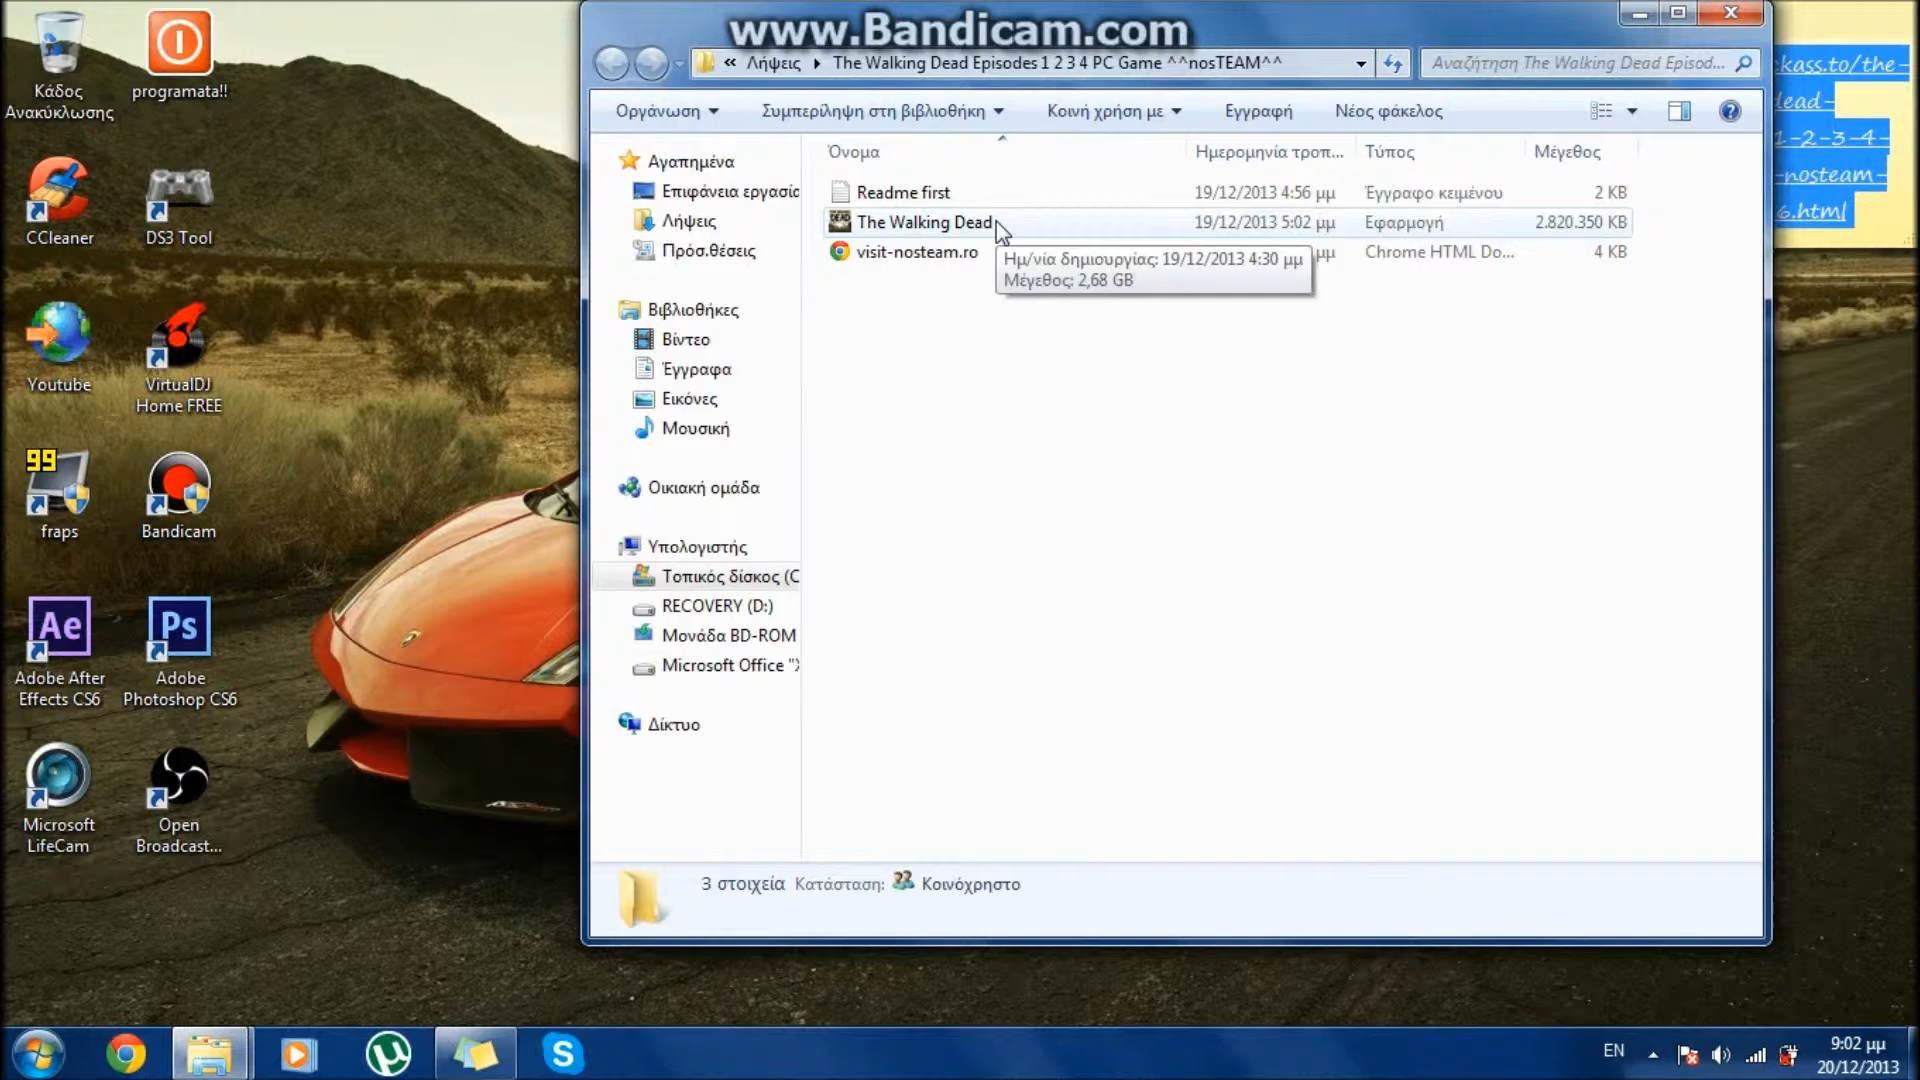 www.Bandicam.com
« Λήψεις The Walking Dead Episodes 1 2 3 4 PC Game ^^nosTEAM^^
Αναζήτηση The Walking Dead Episod...
Οργάνωση Συμπερίληψη στη βιβλιοθήκη Κοινή χρήση με Εγγραφή Νέος φάκελος
Όνομα Ημερομηνία τροπ... Τύπος Μέγεθος
Readme first 19/12/2013 4:56 μμ Έγγραφο κειμένου 2 KB
The Walking Dead 19/12/2013 5:02 μμ Εφαρμογή 2.820.350 KB
visit-nosteam.ro μμ Chrome HTML Do... 4 KB
Ημ/νία δημιουργίας: 19/12/2013 4:30 μμ
Μέγεθος: 2,68 GB
Αγαπημένα
Επιφάνεια εργασίας
Λήψεις
Πρόσ.θέσεις
Βιβλιοθήκες
Βίντεο
Έγγραφα
Εικόνες
Μουσική
Οικιακή ομάδα
Υπολογιστής
Τοπικός δίσκος (C
RECOVERY (D:)
Μονάδα BD-ROM
Microsoft Office "
Δίκτυο
3 στοιχεία Κατάσταση: Κοινόχρηστο
Κάδος
Ανακύκλωσης
programata!!
CCleaner
DS3 Tool
Youtube
VirtualDJ
Home FREE
99
fraps
Bandicam
Ae
Adobe After
Effects CS6
Ps
Adobe
Photoshop CS6
Microsoft
LifeCam
Open
Broadcast...
ckass.to/the-
dead-
1-2-3-4-
-nosteam-
6.html
EN
9:02 μμ
20/12/2013